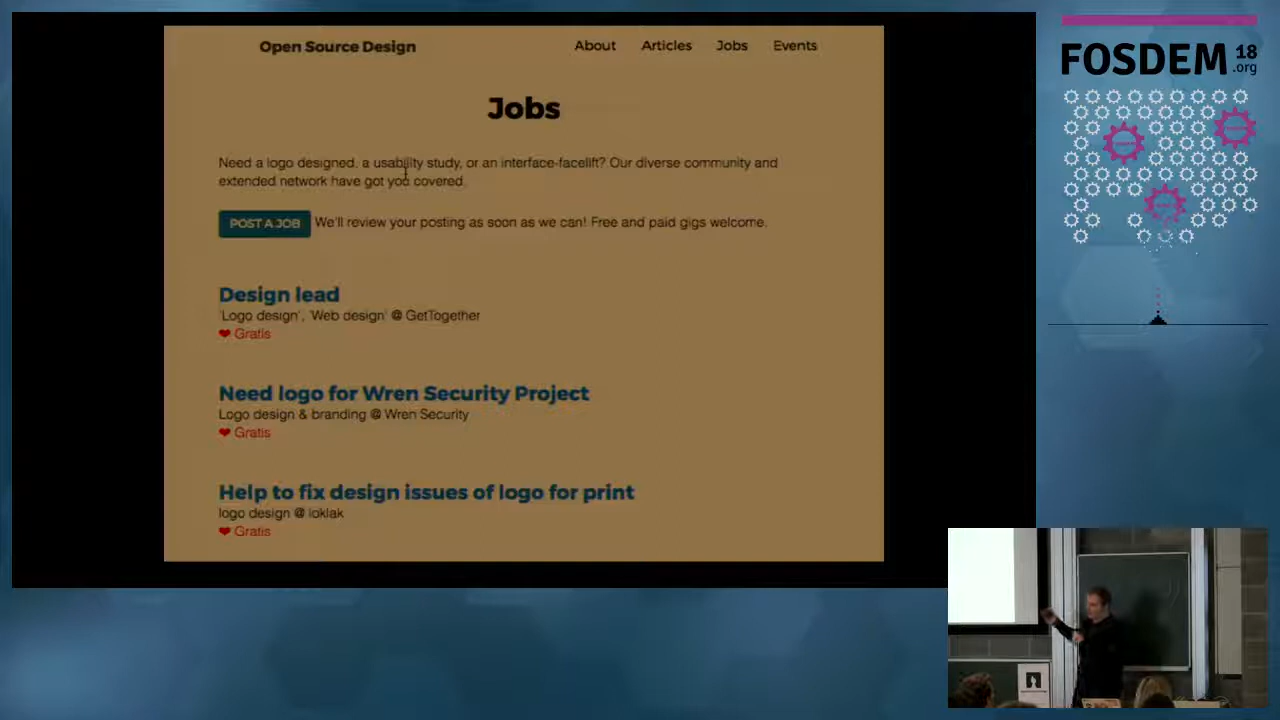 Open Source Design
About Articles Jobs Events
Jobs
Need a logo designed, a usability study, or an interface-facelift? Our diverse community and
extended network have got you covered.
POST A JOB We'll review your posting as soon as we can! Free and paid gigs welcome.
Design lead
'Logo design', 'Web design' @ GetTogether
❤ Gratis
Need logo for Wren Security Project
Logo design & branding @ Wren Security
❤ Gratis
Help to fix design issues of logo for print
logo design @ loklak
❤ Gratis
FOSDEM 18
.org